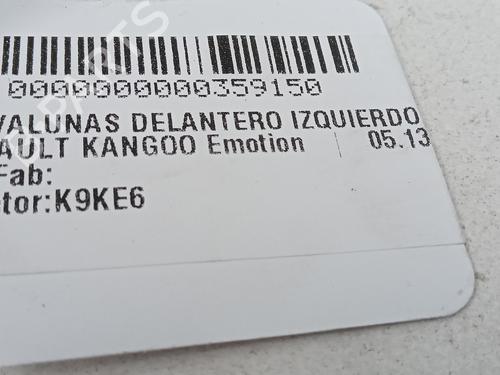 0000000000359150
VALUNAS DELANTERO IZQUIERDO
AULT KANGOO Emotion | 05.13
Fab:
tor:K9KE6